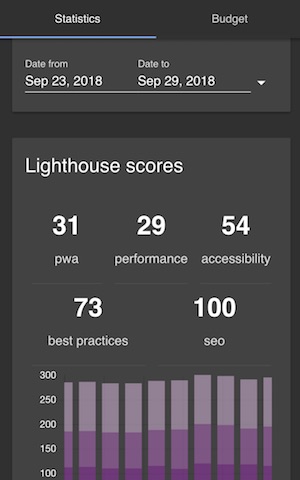 Statistics Budget
Date from Date to
Sep 23, 2018 Sep 29, 2018
Lighthouse scores
31 29 54
pwa performance accessibility
73 100
best practices seo
300
250
200
150
100